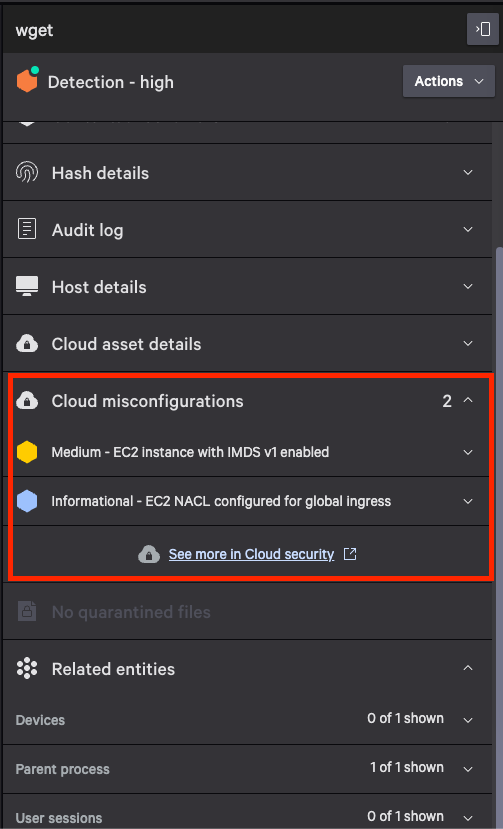 wget
Detection - high
Actions
Hash details
Audit log
Host details
Cloud asset details
Cloud misconfigurations 2
Medium - EC2 instance with IMDS v1 enabled
Informational - EC2 NACL configured for global ingress
See more in Cloud security
No quarantined files
Related entities
Devices 0 of 1 shown
Parent process 1 of 1 shown
User sessions 0 of 1 shown